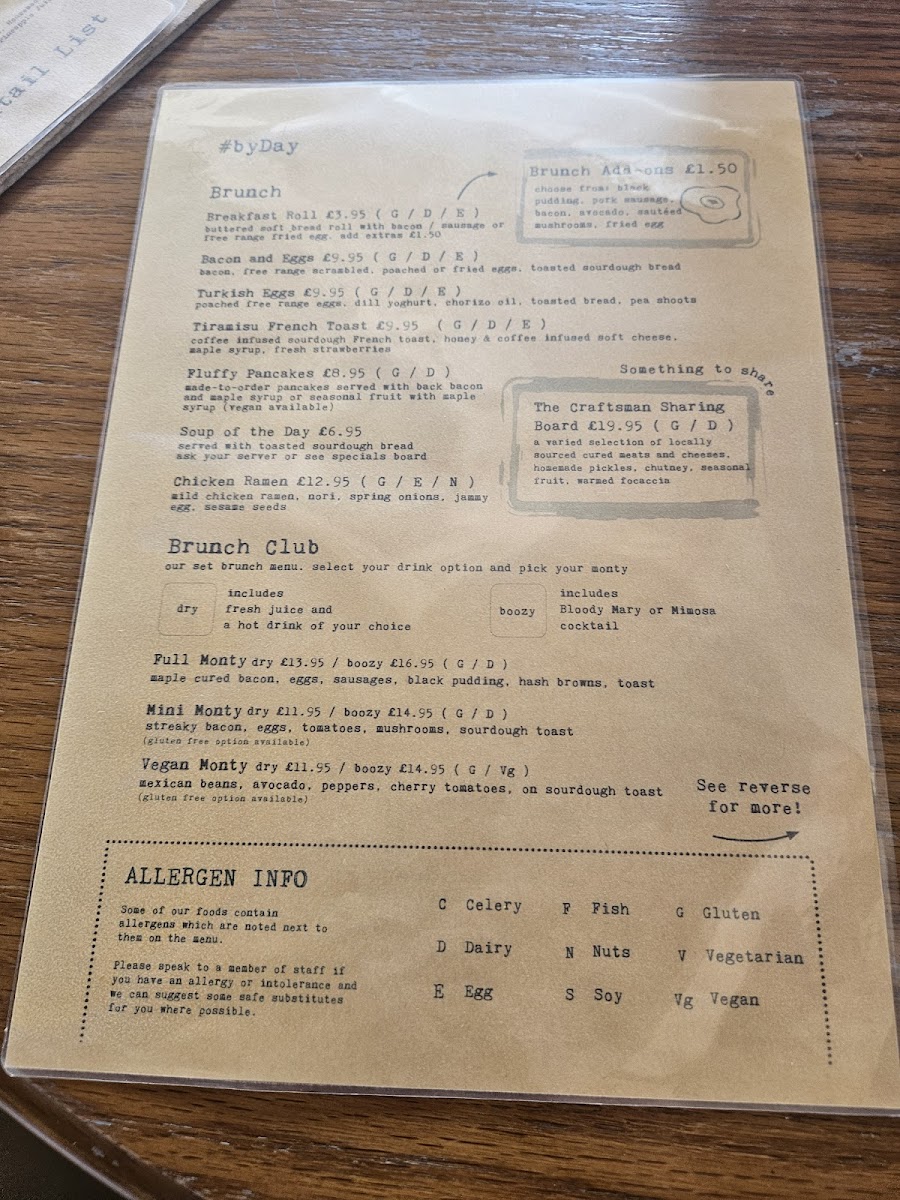 tail List
#byDay
Brunch
Breakfast Roll £3.95 ( G / D / E )
buttered soft bread roll with bacon / sausage or
free range fried egg. add extras £1.50
Brunch Add-ons £1.50
choose from: black
pudding, pork sausage,
bacon, avocado, sautéed
mushrooms, fried egg
Bacon and Eggs £9.95 ( G / D / E )
bacon, free range scrambled, poached or fried eggs, toasted sourdough bread
Turkish Eggs £9.95 ( G / D / E )
poached free range eggs, dill yoghurt, chorizo oil, toasted bread, pea shoots
Tiramisu French Toast £9.95 ( G / D / E )
coffee infused sourdough French toast, honey & coffee infused soft cheese,
maple syrup, fresh strawberries
Fluffy Pancakes £8.95 ( G / D )
made-to-order pancakes served with back bacon
and maple syrup or seasonal fruit with maple
syrup (vegan available)
Soup of the Day £6.95
served with toasted sourdough bread
ask your server or see specials board
Chicken Ramen £12.95 ( G / E / N )
mild chicken ramen, nori, spring onions, jammy
egg, sesame seeds
Something to share
The Craftsman Sharing
Board £19.95 ( G / D )
a varied selection of locally
sourced cured meats and cheeses,
homemade pickles, chutney, seasonal
fruit, warmed focaccia
Brunch Club
our set brunch menu. select your drink option and pick your monty
dry
includes
fresh juice and
a hot drink of your choice
boozy
includes
Bloody Mary or Mimosa
cocktail
Full Monty dry £13.95 / boozy £16.95 ( G / D )
maple cured bacon, eggs, sausages, black pudding, hash browns, toast
Mini Monty dry £11.95 / boozy £14.95 ( G / D )
streaky bacon, eggs, tomatoes, mushrooms, sourdough toast
(gluten free option available)
Vegan Monty dry £11.95 / boozy £14.95 ( G / Vg )
mexican beans, avocado, peppers, cherry tomatoes, on sourdough toast
(gluten free option available)
See reverse
for more!
ALLERGEN INFO
Some of our foods contain
allergens which are noted next to
them on the menu.
Please speak to a member of staff if
you have an allergy or intolerance and
we can suggest some safe substitutes
for you where possible.
C Celery F Fish G Gluten
D Dairy N Nuts V Vegetarian
E Egg S Soy Vg Vegan